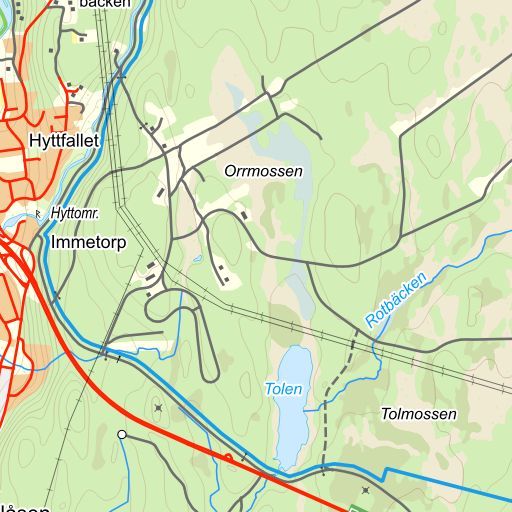 backen
Hyttfallet
Orrmossen
Hyttomr.
Immetorp
Rotbäcken
Tolen
Tolmossen